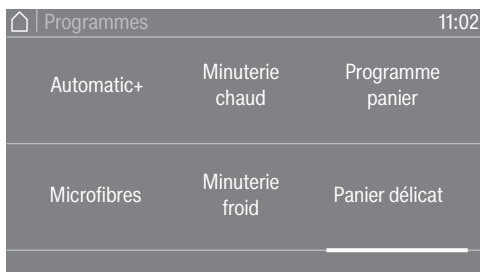 Programmes 11:02
Automatic+
Minuterie
chaud
Programme
panier
Microfibres
Minuterie
froid
Panier délicat